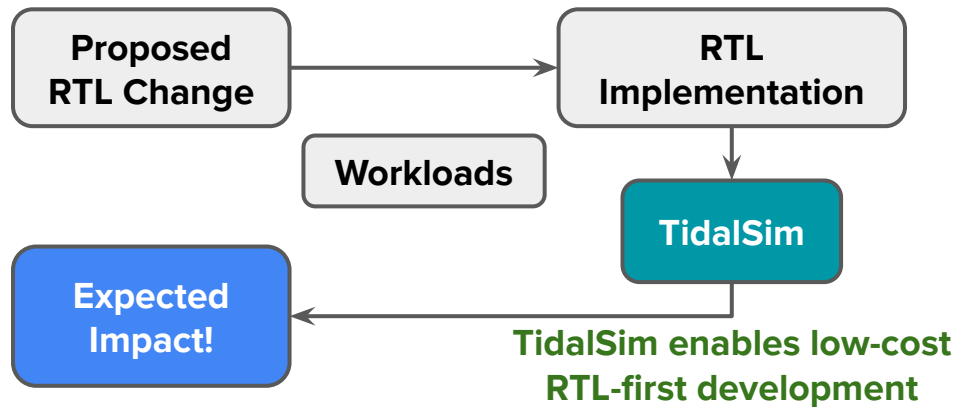 Proposed
RTL Change
RTL
Implementation
Workloads
TidalSim
Expected
Impact!
TidalSim enables low-cost
RTL-first development